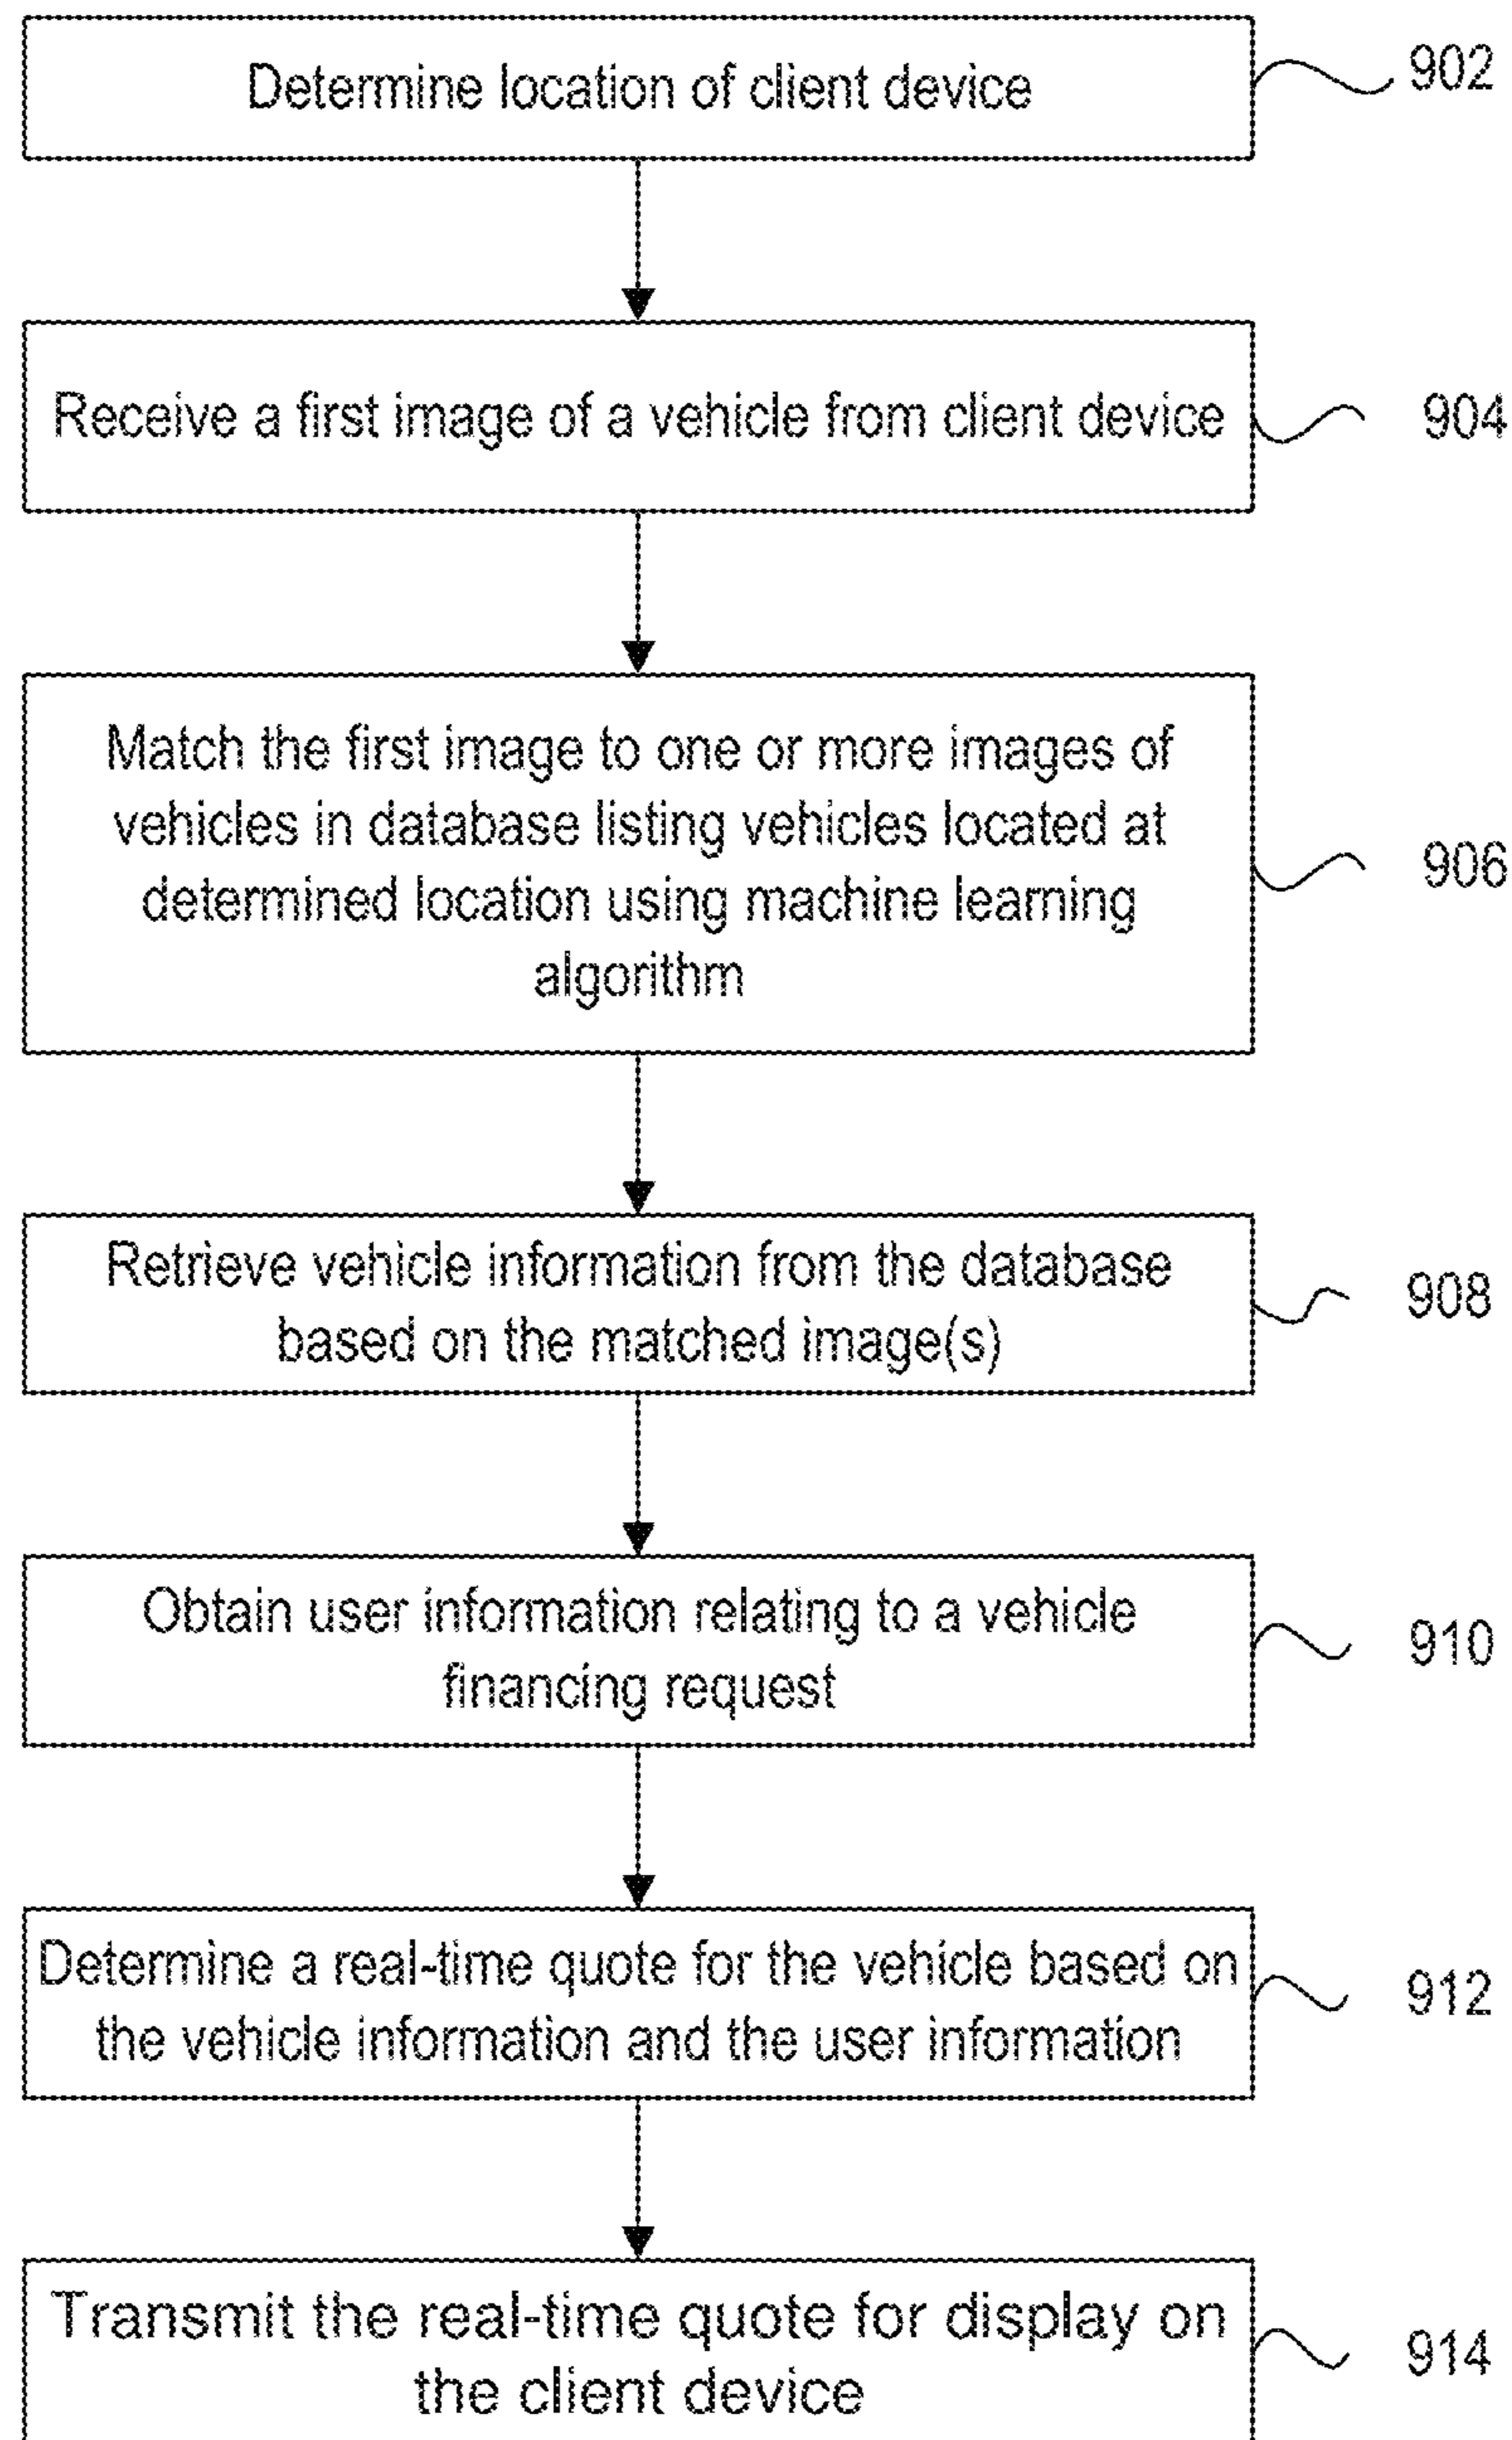 Determine location of client device
902
Receive a first image of a vehicle from client device
904
Match the first image to one or more images of
vehicles in database listing vehicles located at
determined location using machine learning
algorithm
906
Retrieve vehicle information from the database
based on the matched image(s)
908
Obtain user information relating to a vehicle
financing request
910
Determine a real-time quote for the vehicle based on
the vehicle information and the user information
912
Transmit the real-time quote for display on
the client device
914